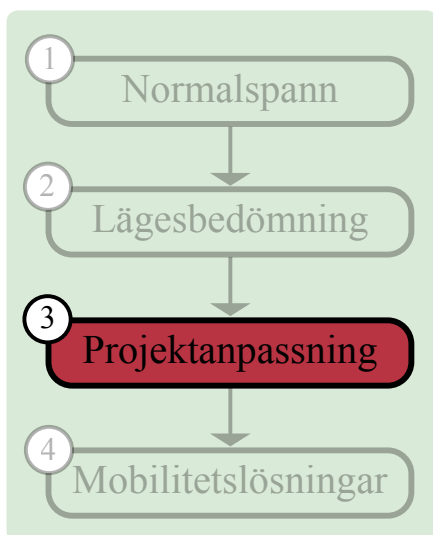 1
Normalspann
2
Lägesbedömning
3
Projektanpassning
4
Mobilitetslösningar